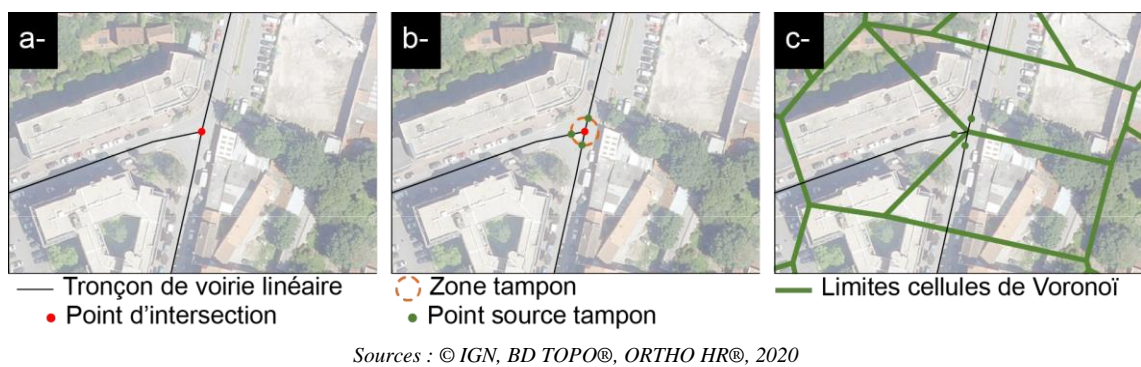 a-
b-
c-
Tronçon de voirie linéaire
Point d'intersection
Zone tampon
Point source tampon
Limites cellules de Voronoï
Sources : © IGN, BD TOPO®, ORTHO HR®, 2020